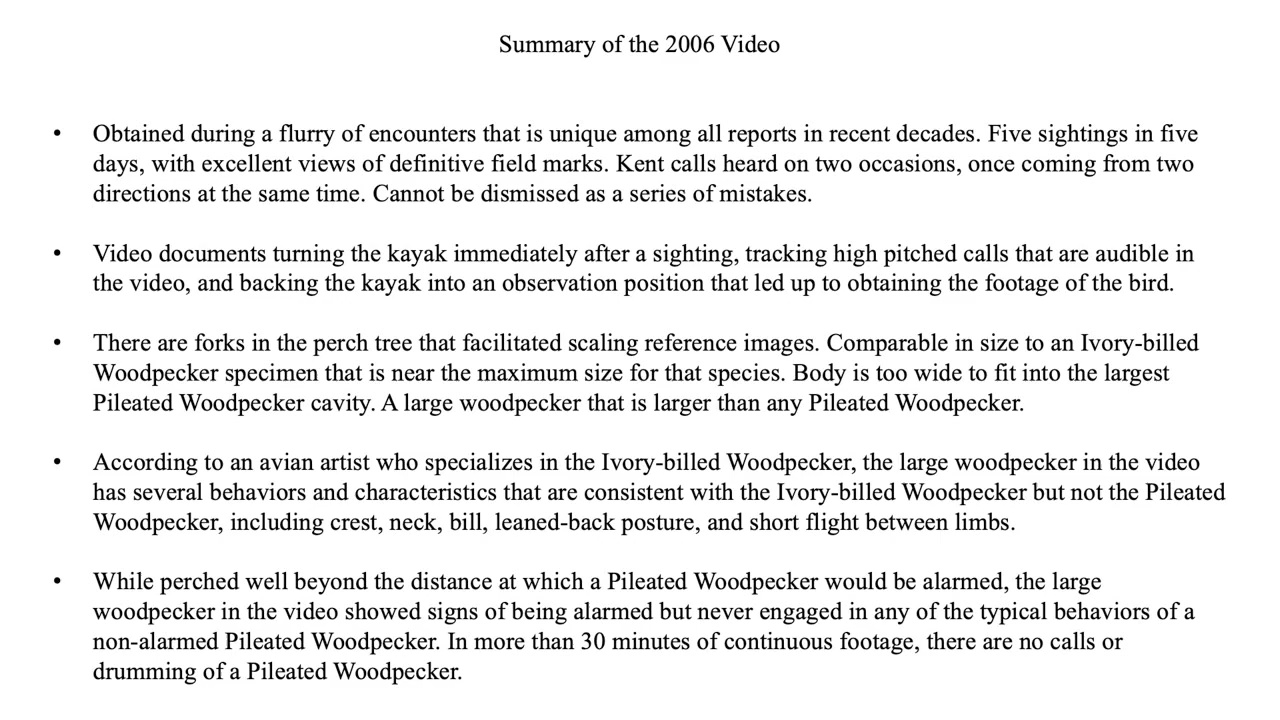 Summary of the 2006 Video
• Obtained during a flurry of encounters that is unique among all reports in recent decades. Five sightings in five
days, with excellent views of definitive field marks. Kent calls heard on two occasions, once coming from two
directions at the same time. Cannot be dismissed as a series of mistakes.
• Video documents turning the kayak immediately after a sighting, tracking high pitched calls that are audible in
the video, and backing the kayak into an observation position that led up to obtaining the footage of the bird.
• There are forks in the perch tree that facilitated scaling reference images. Comparable in size to an Ivory-billed
Woodpecker specimen that is near the maximum size for that species. Body is too wide to fit into the largest
Pileated Woodpecker cavity. A large woodpecker that is larger than any Pileated Woodpecker.
• According to an avian artist who specializes in the Ivory-billed Woodpecker, the large woodpecker in the video
has several behaviors and characteristics that are consistent with the Ivory-billed Woodpecker but not the Pileated
Woodpecker, including crest, neck, bill, leaned-back posture, and short flight between limbs.
• While perched well beyond the distance at which a Pileated Woodpecker would be alarmed, the large
woodpecker in the video showed signs of being alarmed but never engaged in any of the typical behaviors of a
non-alarmed Pileated Woodpecker. In more than 30 minutes of continuous footage, there are no calls or
drumming of a Pileated Woodpecker.